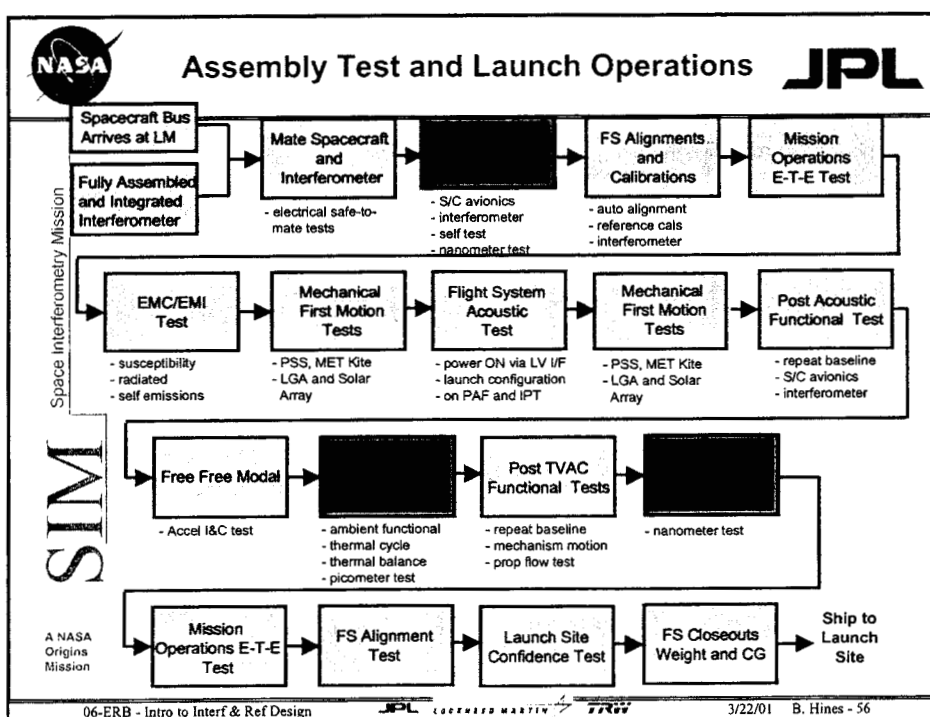 NASA
Assembly Test and Launch Operations
JPL
Spacecraft Bus
Arrives at LM
Fully Assembled
and Integrated
Interferometer
Mate Spacecraft
and
Interferometer
- electrical safe-to-
mate tests
- S/C avionics
- interferometer
- self test
- nanometer test
FS Alignments
and
Calibrations
- auto alignment
- reference cals
- interferometer
Mission
Operations
E-T-E Test
EMC/EMI
Test
- susceptibility
- radiated
- self emissions
Mechanical
First Motion
Tests
- PSS, MET Kite
- LGA and Solar
Array
Flight System
Acoustic
Test
- power ON via LV I/F
- launch configuration
- on PAF and IPT
Mechanical
First Motion
Tests
- PSS, MET Kite
- LGA and Solar
Array
Post Acoustic
Functional Test
- repeat baseline
- S/C avionics
- interferometer
Free Free Modal
- Accel I&C test
- ambient functional
- thermal cycle
- thermal balance
- picometer test
Post TVAC
Functional Tests
- repeat baseline
- mechanism motion
- prop flow test
- nanometer test
Mission
Operations E-T-E
Test
FS Alignment
Test
Launch Site
Confidence Test
FS Closeouts
Weight and CG
Ship to
Launch
Site
Space Interferometry Mission
SIM
A NASA
Origins
Mission
06-ERB - Intro to Interf & Ref Design
JPL
LOCKHEED MARTIN
TRW
3/22/01 B. Hines - 56